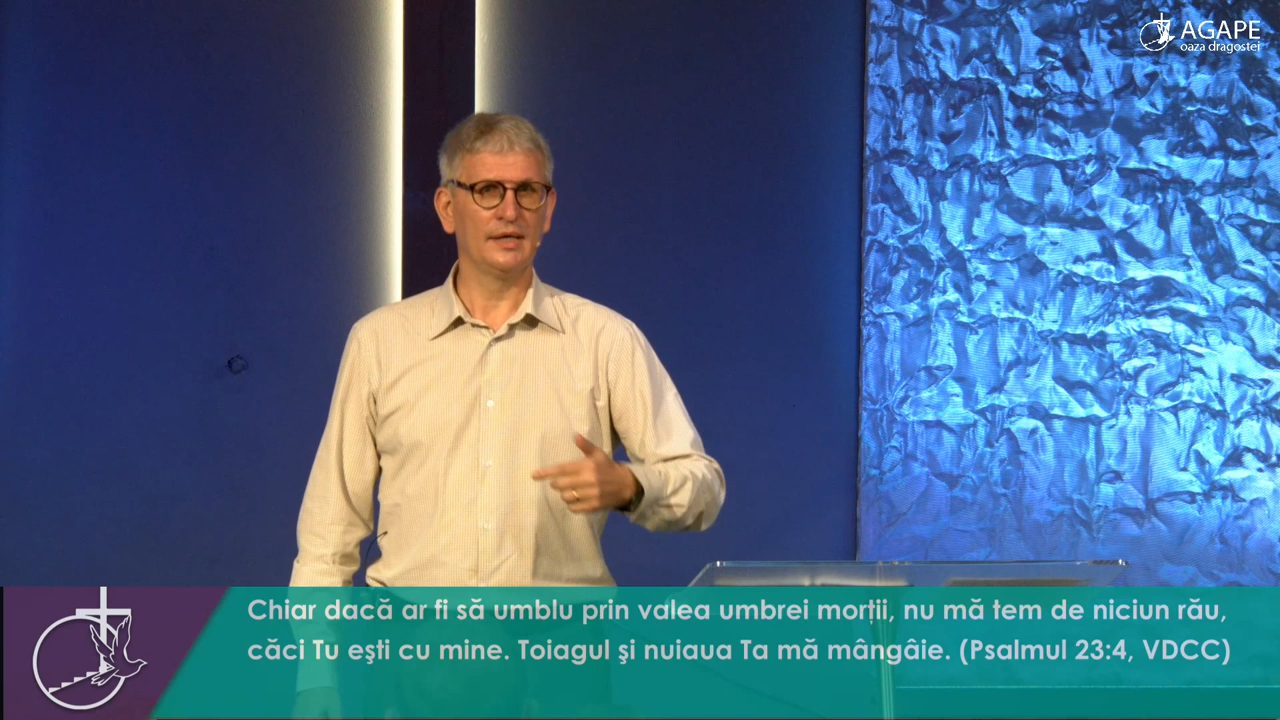 AGAPE
oaza dragostei
Chiar dacă ar fi să umblu prin valea umbrei morții, nu mă tem de niciun rău,
căci Tu eşti cu mine. Toiagul şi nuiaua Ta mă mângâie. (Psalmul 23:4, VDCC)